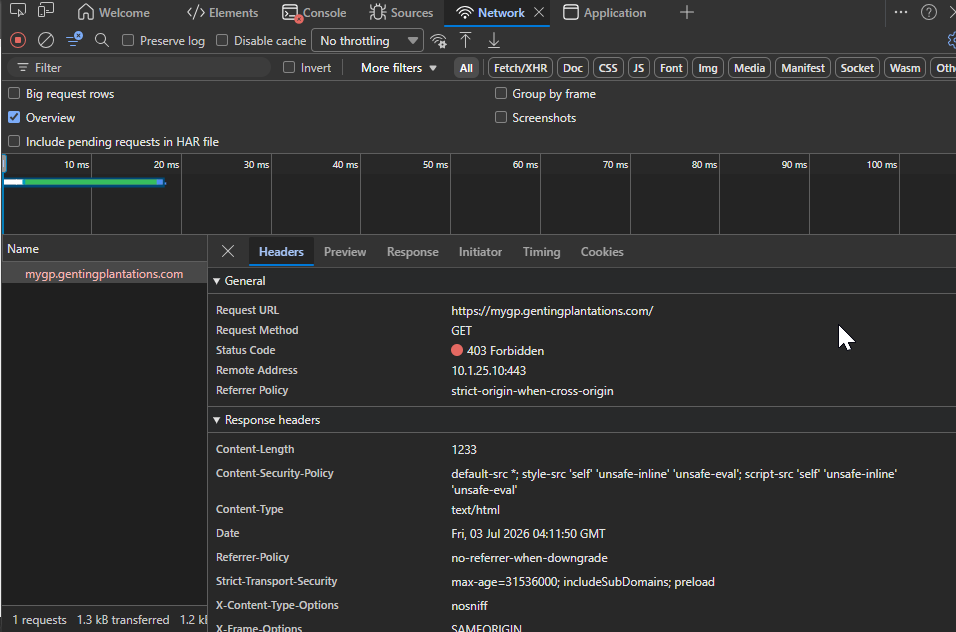 Welcome Elements Console Sources Network Application
Preserve log Disable cache No throttling
Filter Invert More filters All Fetch/XHR Doc CSS JS Font Img Media Manifest Socket Wasm
Big request rows Group by frame
Overview Screenshots
Include pending requests in HAR file
10 ms 20 ms 30 ms 40 ms 50 ms 60 ms 70 ms 80 ms 90 ms 100 ms
Name Headers Preview Response Initiator Timing Cookies
mygp.gentingplantations.com
General
Request URL https://mygp.gentingplantations.com/
Request Method GET
Status Code 403 Forbidden
Remote Address 10.1.25.10:443
Referrer Policy strict-origin-when-cross-origin
Response headers
Content-Length 1233
Content-Security-Policy default-src *; style-src 'self' 'unsafe-inline' 'unsafe-eval'; script-src 'self' 'unsafe-inline'
'unsafe-eval'
Content-Type text/html
Date Fri, 03 Jul 2026 04:11:50 GMT
Referrer-Policy no-referrer-when-downgrade
Strict-Transport-Security max-age=31536000; includeSubDomains; preload
X-Content-Type-Options nosniff
X-Frame-Options SAMEORIGIN
1 requests 1.3 kB transferred 1.2